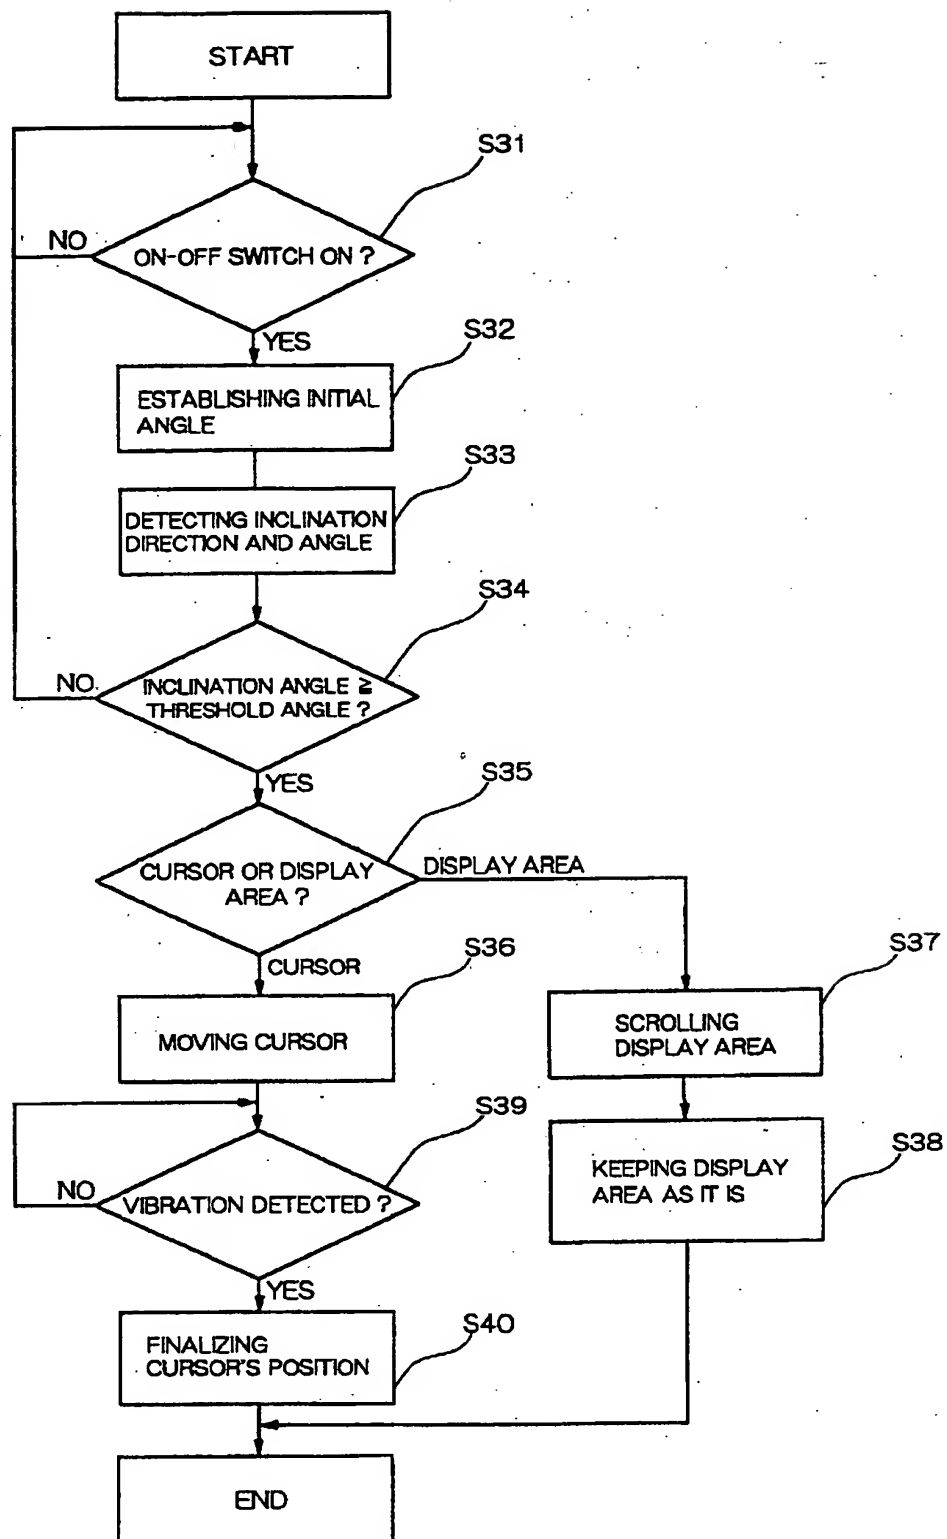 START
S31
NO
ON-OFF SWITCH ON ?
YES
S32
ESTABLISHING INITIAL
ANGLE
S33
DETECTING INCLINATION
DIRECTION AND ANGLE
S34
NO.
INCLINATION ANGLE ≧
THRESHOLD ANGLE ?
YES
S35
CURSOR OR DISPLAY
AREA ?
DISPLAY AREA
CURSOR
S36
MOVING CURSOR
S37
SCROLLING
DISPLAY AREA
S39
NO
VIBRATION DETECTED ?
S38
KEEPING DISPLAY
AREA AS IT IS
YES
S40
FINALIZING
CURSOR'S POSITION
END